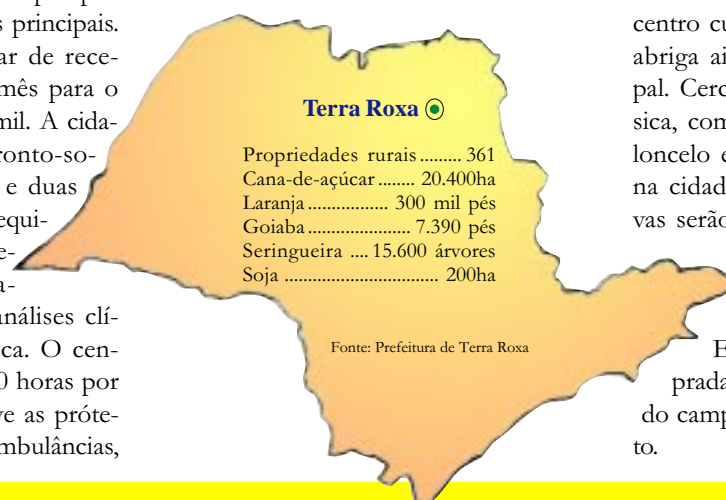 s principais.
ar de rece-
mês para o
mil. A cida-
ronto-so-
e duas
equi-
e-
a-
nálises clí-
ca. O cen-
0 horas por
ve as próte-
mbulâncias,
Terra Roxa
Propriedades rurais ........ 361
Cana-de-açúcar ........ 20.400ha
Laranja ................. 300 mil pés
Goiaba ...................... 7.390 pés
Seringueira .... 15.600 árvores
Soja ................................. 200ha
Fonte: Prefeitura de Terra Roxa
centro cu
abriga ai
pal. Cerc
sica, com
loncelo e
na cidad
vas serão
E
prada
do camp
to.